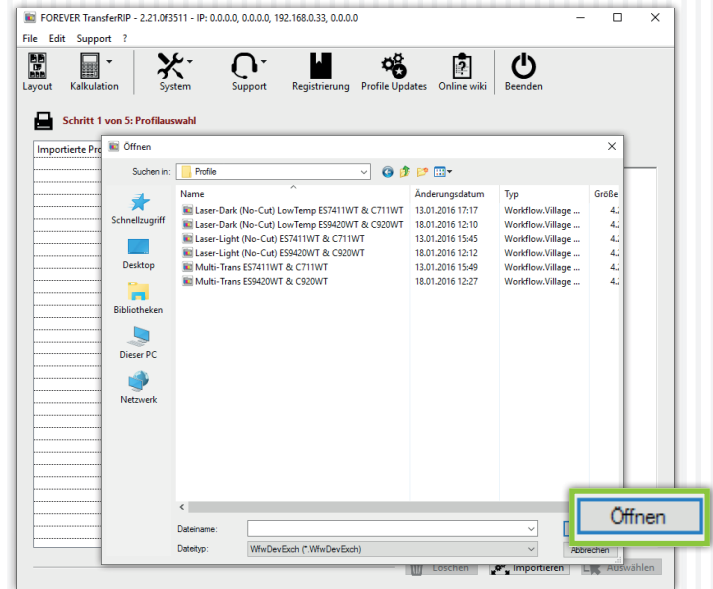 FOREVER TransferRIP - 2.21.0f3511 - IP: 0.0.0.0, 0.0.0.0, 192.168.0.33, 0.0.0.0
File Edit Support ?
Layout Kalkulation System Support Registrierung Profile Updates Online wiki Beenden
Schritt 1 von 5: Profilauswahl
Importierte Pro
Öffnen
Suchen in: Profile
Name Änderungsdatum Typ Größe
Laser-Dark (No-Cut) LowTemp ES7411WT & C711WT 13.01.2016 17:17 Workflow.Village ... 4.
Laser-Dark (No-Cut) LowTemp ES9420WT & C920WT 18.01.2016 12:10 Workflow.Village ... 4.
Laser-Light (No-Cut) ES7411WT & C711WT 13.01.2016 15:45 Workflow.Village ... 4.
Laser-Light (No-Cut) ES9420WT & C920WT 18.01.2016 12:12 Workflow.Village ... 4.
Multi-Trans ES7411WT & C711WT 13.01.2016 15:49 Workflow.Village ... 4.
Multi-Trans ES9420WT & C920WT 18.01.2016 12:27 Workflow.Village ... 4.
Schnellzugriff
Desktop
Bibliotheken
Dieser PC
Netzwerk
Öffnen
Dateiname:
Dateityp: WfwDevExch (*.WfwDevExch) Abbrechen
Löschen Importieren Auswählen